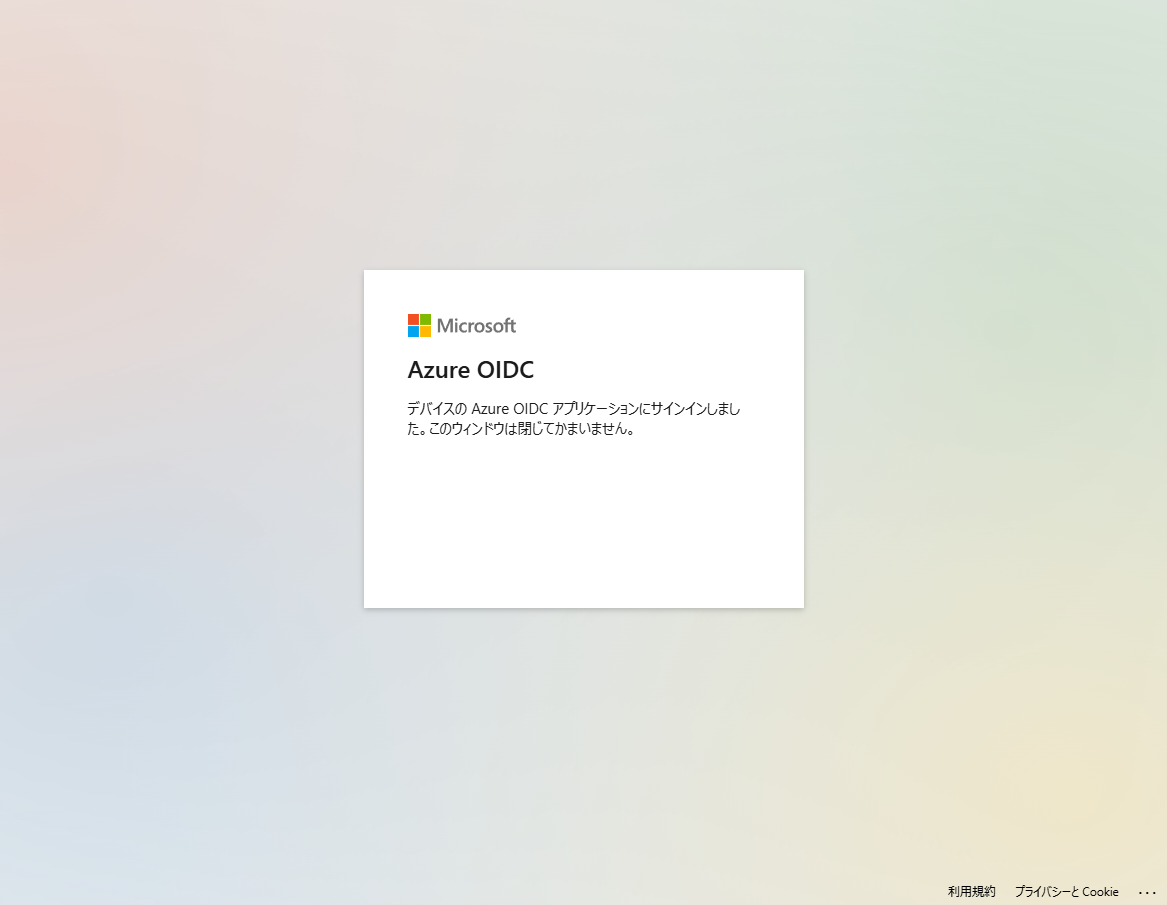 Microsoft
Azure OIDC
デバイスの Azure OIDC アプリケーションにサインインしまし
た。このウィンドウは閉じてかまいません。
利用規約 プライバシーと Cookie ...